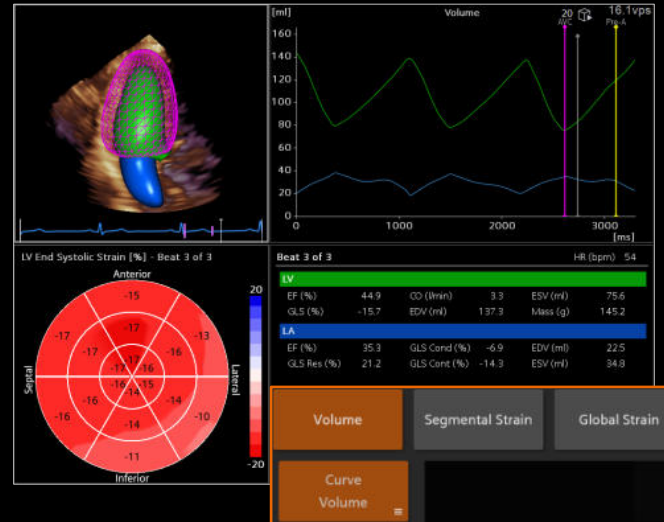 [ml]
Volume
20
16.1vps
AVC
Pre-A
160
140
120
100
80
60
40
20
0
0 1000 2000 3000
[ms]
LV End Systolic Strain [%] - Beat 3 of 3
Anterior
Septal
Lateral
Inferior
-15
-17
-13
-17
-17
-16
-17
-16
-16
-15
-14
-16
-14
-10
-14
-11
20
-20
Beat 3 of 3 HR (bpm) 54
LV
EF (%) 44.9 CO (l/min) 3.3 ESV (ml) 75.6
GLS (%) -15.7 EDV (ml) 137.3 Mass (g) 145.2
LA
EF (%) 35.3 GLS Cond (%) -6.9 EDV (ml) 22.5
GLS Res (%) 21.2 GLS Cont (%) -14.3 ESV (ml) 34.8
Volume Segmental Strain Global Strain
Curve
Volume